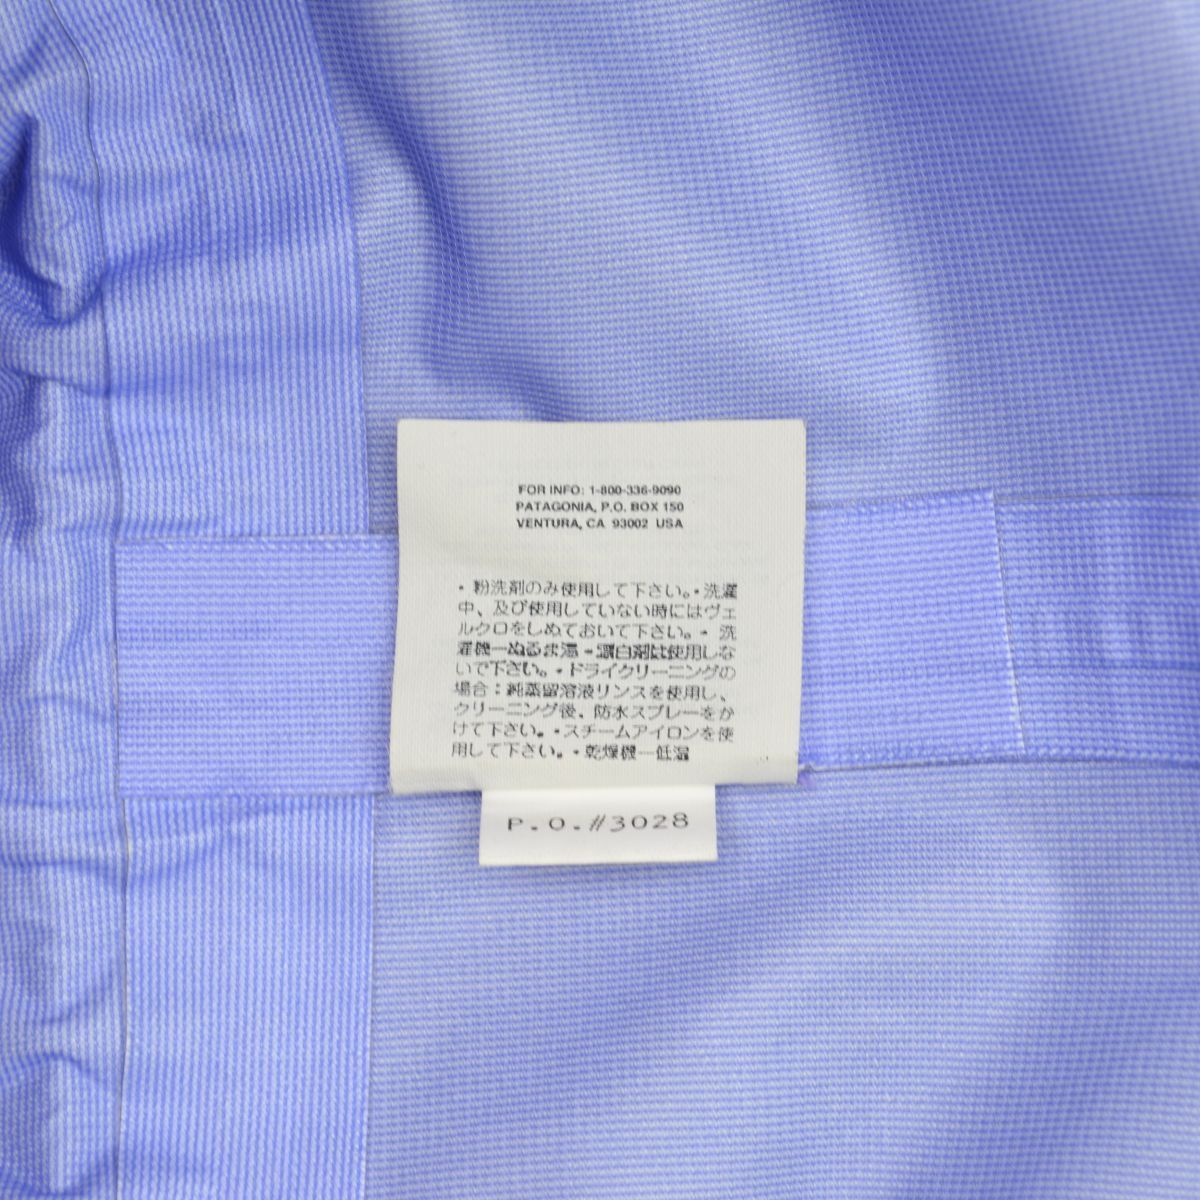 FOR INFO: 1-800-336-9090
PATAGONIA, P.O. BOX 150
VENTURA, CA 93002 USA
・粉洗剤のみ使用して下さい。・洗濯
中、及び使用していない時にはヴェ
ルクロをしめておいて下さい。・洗
濯機一ぬるま湯・漂白剤は使用しな
いで下さい。・ドライクリーニングの
場合:純蒸留溶液リンスを使用し、
クリーニング後、防水スプレーをか
けて下さい。・スチームアイロンを使
用して下さい。・乾燥機一低温
P.O.#3028